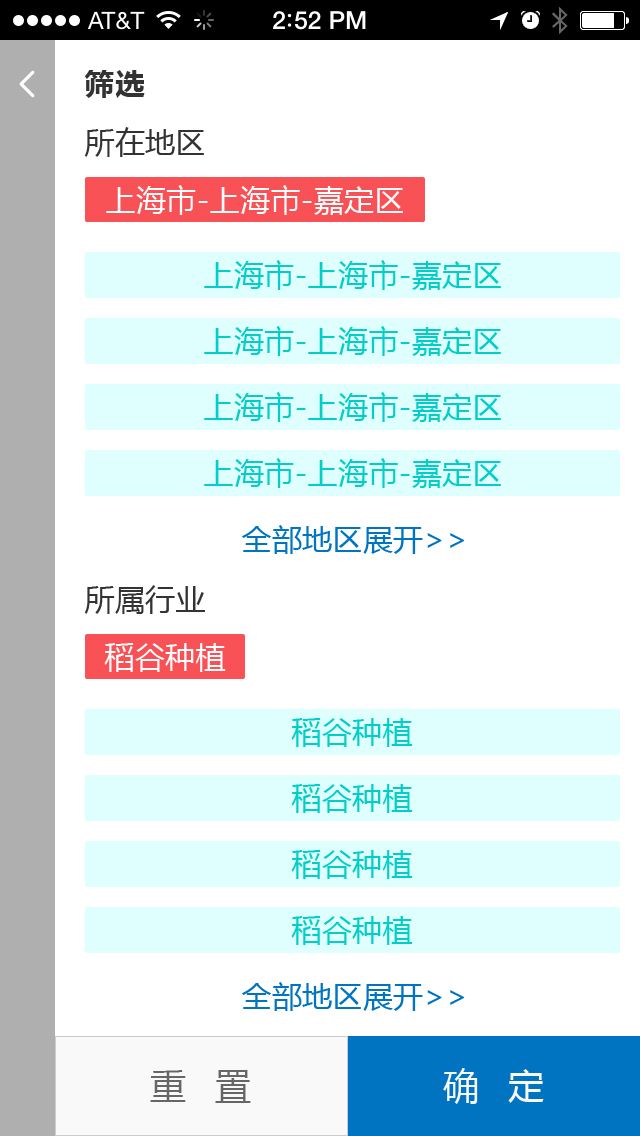 AT&T 2:52 PM
筛选
所在地区
上海市-上海市-嘉定区
上海市-上海市-嘉定区
上海市-上海市-嘉定区
上海市-上海市-嘉定区
上海市-上海市-嘉定区
全部地区展开>>
所属行业
稻谷种植
稻谷种植
稻谷种植
稻谷种植
稻谷种植
全部地区展开>>
重 置 确 定